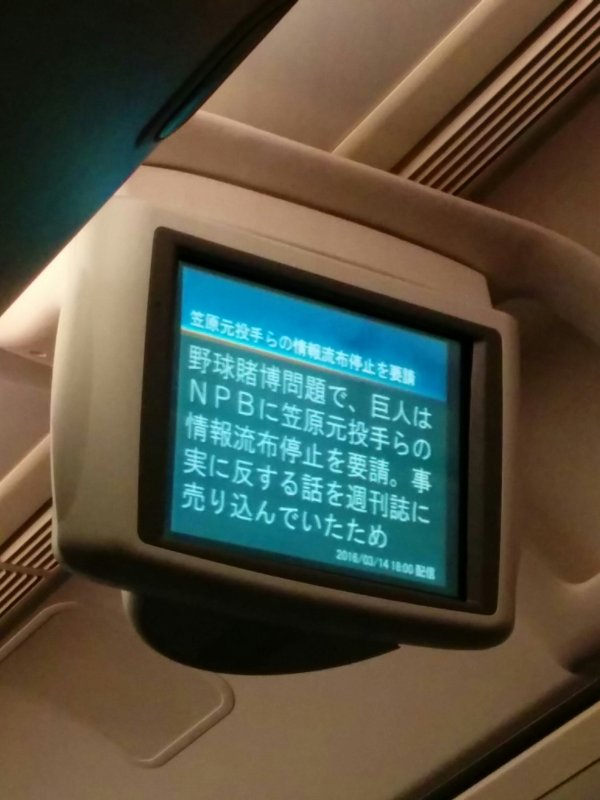 笠原元投手らの情報流布停止を要請
野球賭博問題で、巨人は
NPBに笠原元投手らの
情報流布停止を要請。事
実に反する話を週刊誌に
売り込んでいたため
2016/03/14 18:00 配信